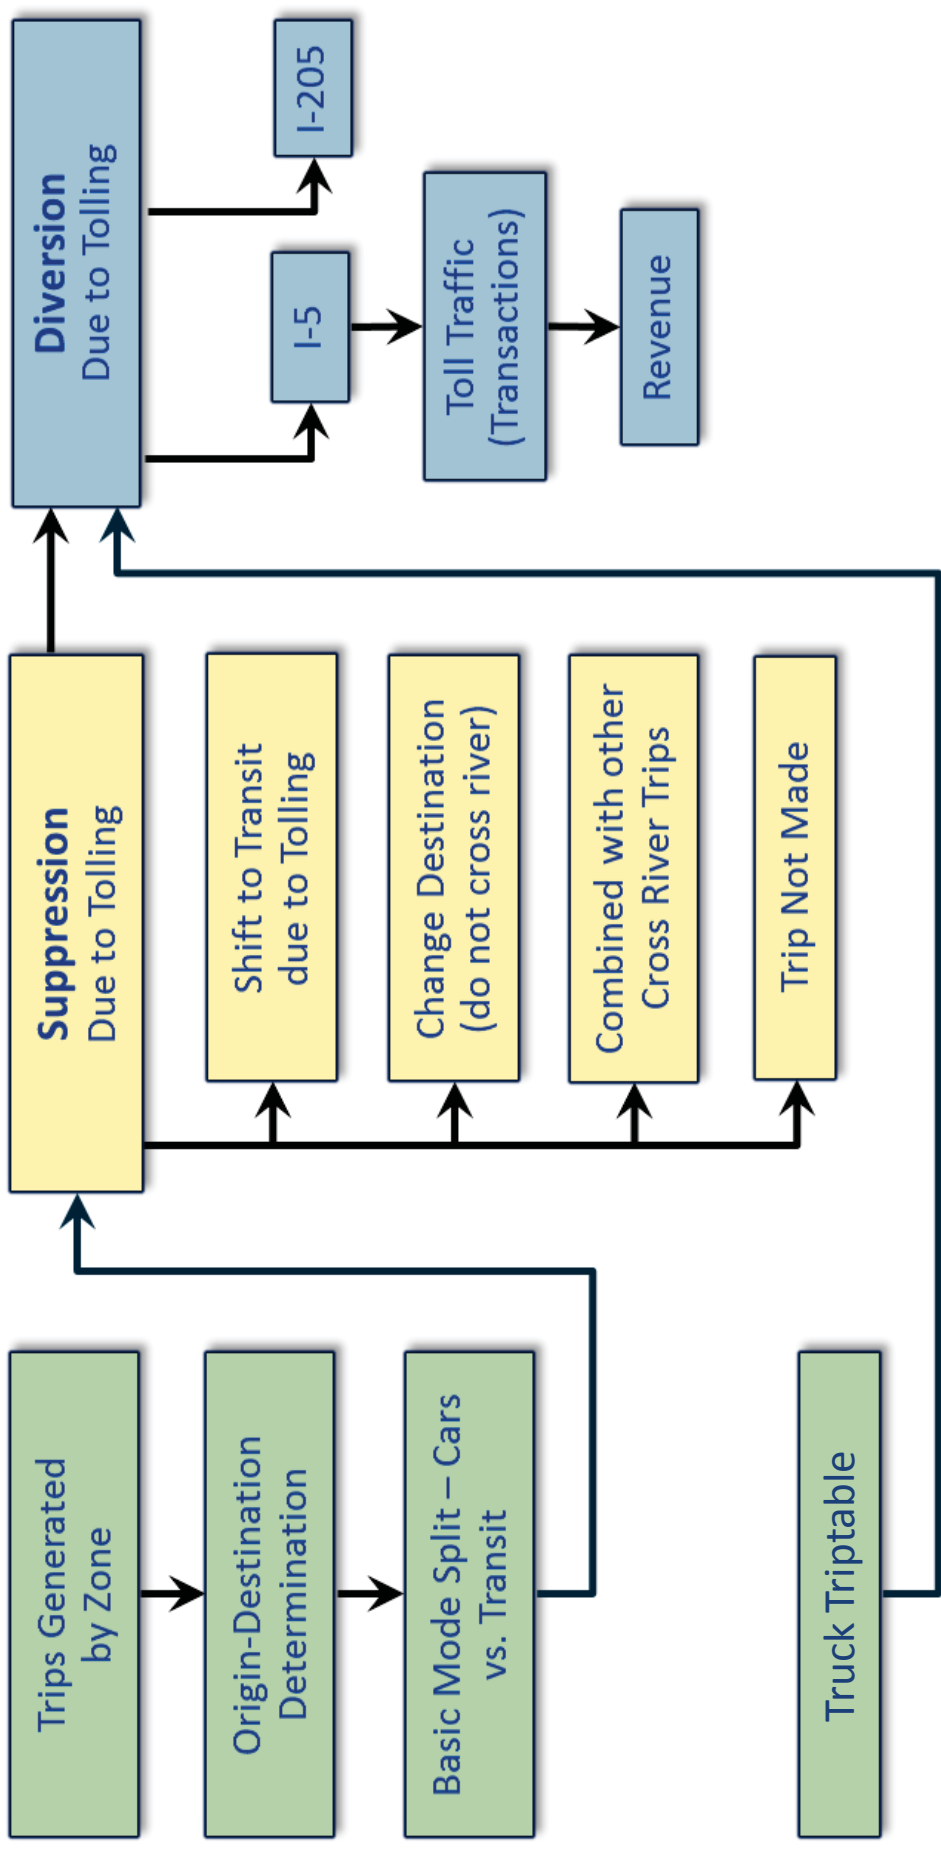 Trips Generated
by Zone
Origin-Destination
Determination
Basic Mode Split – Cars
vs. Transit
Truck Triptable
Suppression
Due to Tolling
Shift to Transit
due to Tolling
Change Destination
(do not cross river)
Combined with other
Cross River Trips
Trip Not Made
Diversion
Due to Tolling
I-5
I-205
Toll Traffic
(Transactions)
Revenue